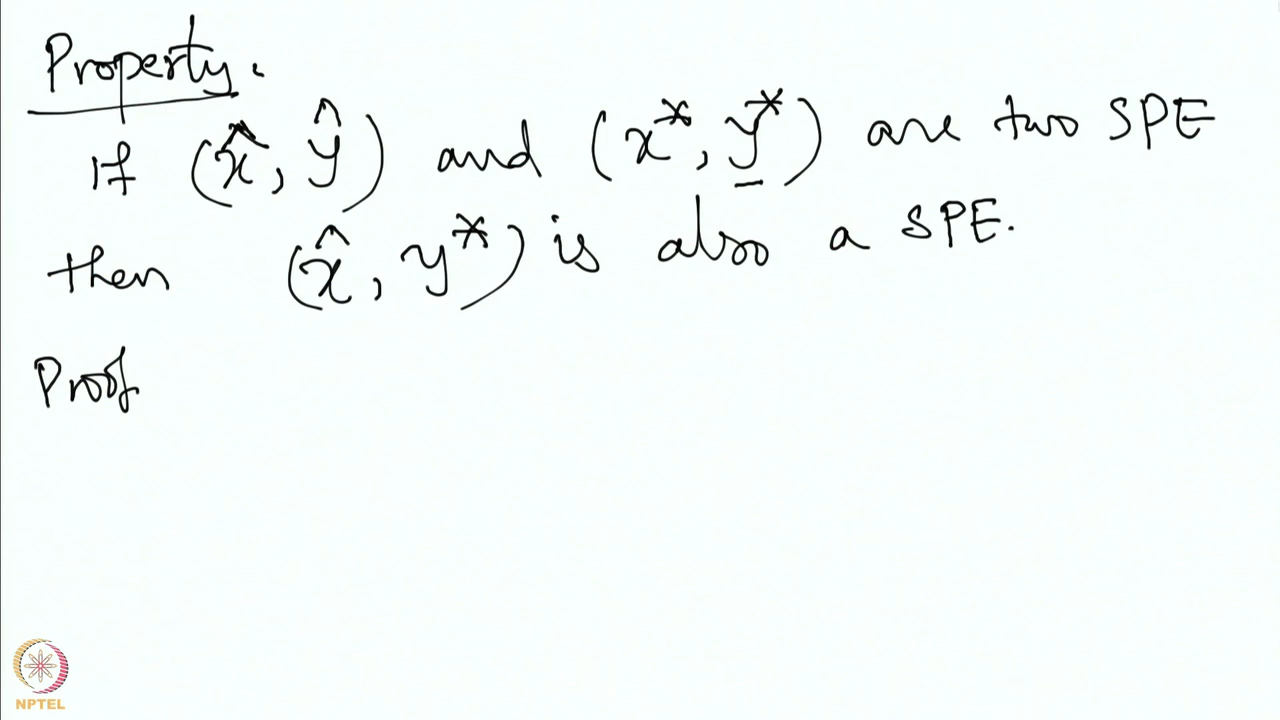 Property.
If (x̂, ŷ) and (x*, y*) are two SPE
then (x̂, y*) is also a SPE.
Proof
NPTEL